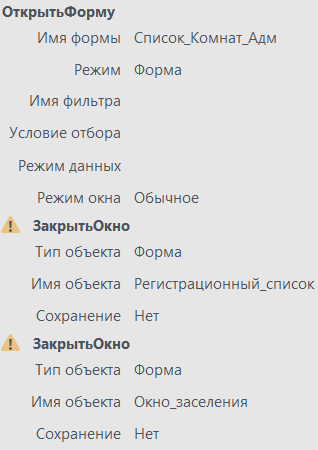 ОткрытьФорму
Имя формы Список_Комнат_Адм
Режим Форма
Имя фильтра
Условие отбора
Режим данных
Режим окна Обычное
ЗакрытьОкно
Тип объекта Форма
Имя объекта Регистрационный_список
Сохранение Нет
ЗакрытьОкно
Тип объекта Форма
Имя объекта Окно_заселения
Сохранение Нет